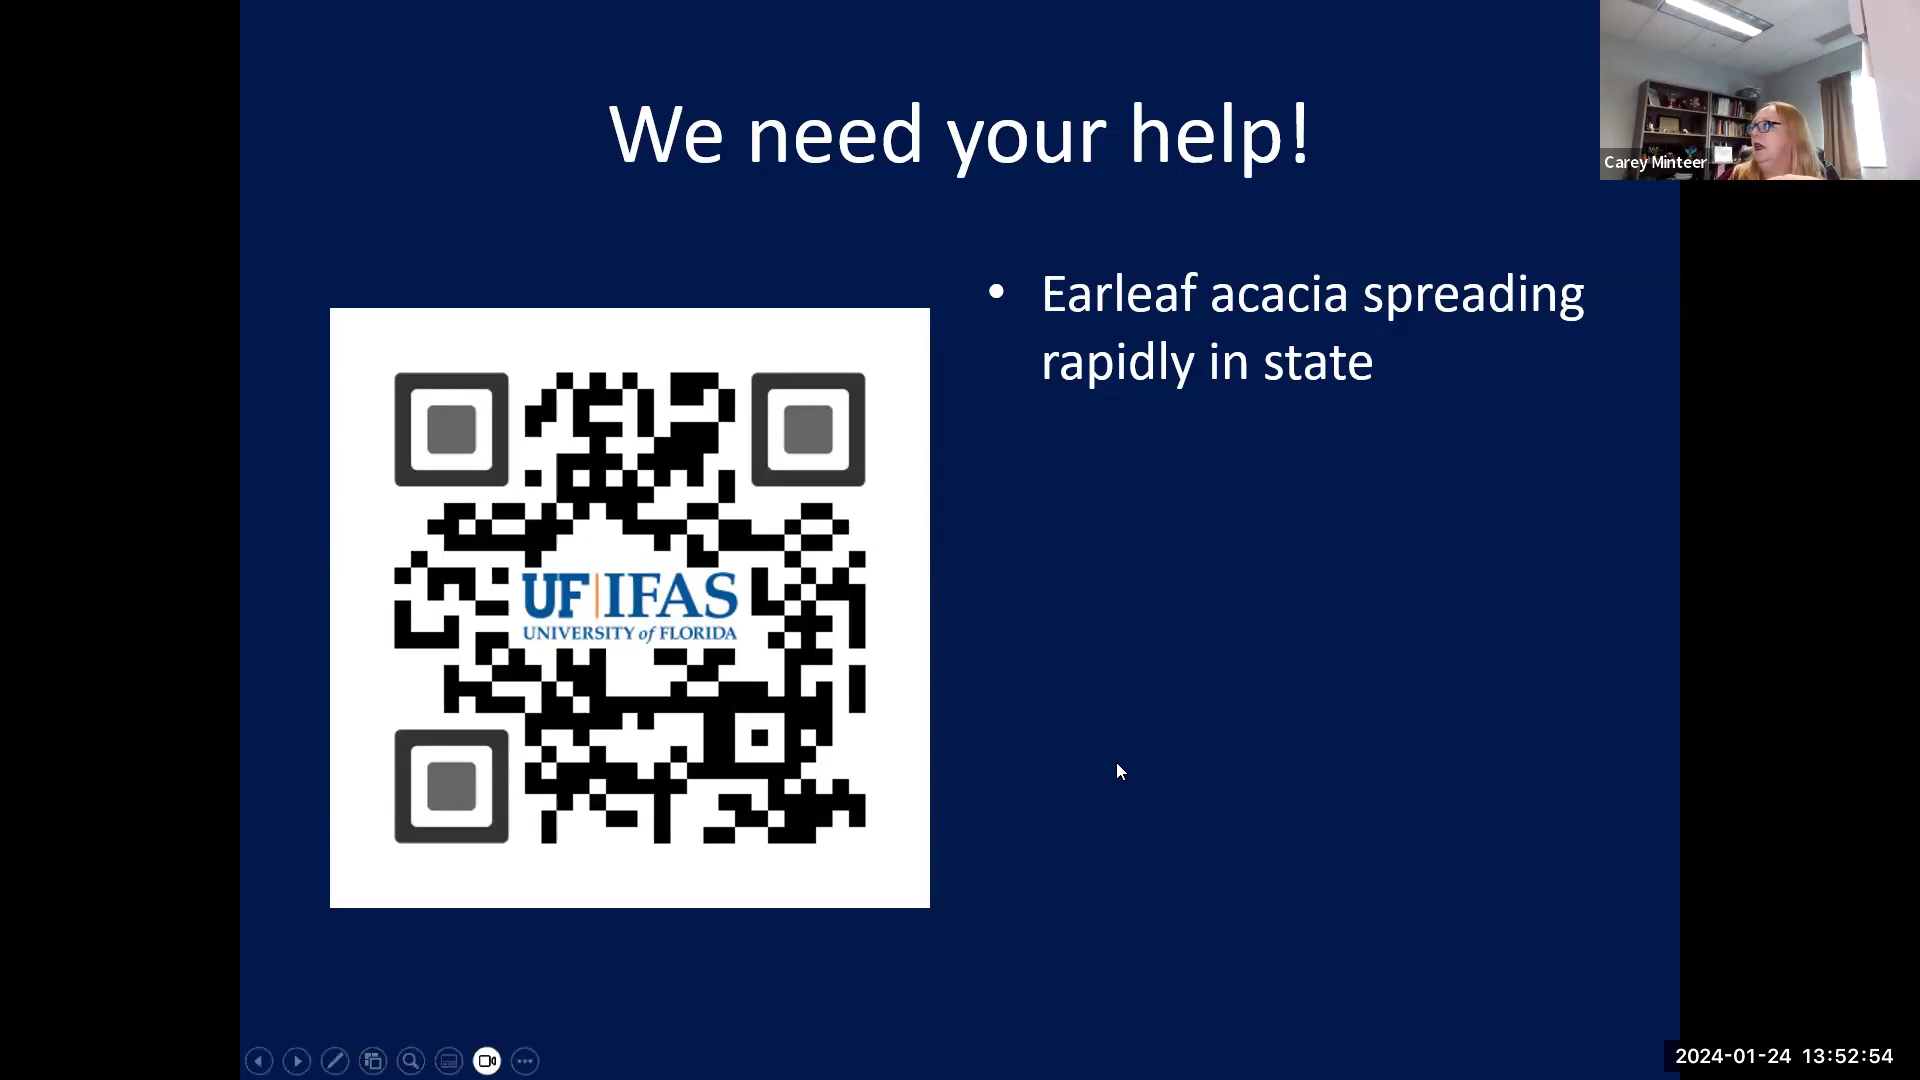 We need your help!
Carey Minteer
• Earleaf acacia spreading
rapidly in state
UF|IFAS
UNIVERSITY of FLORIDA
2024-01-24 13:52:54